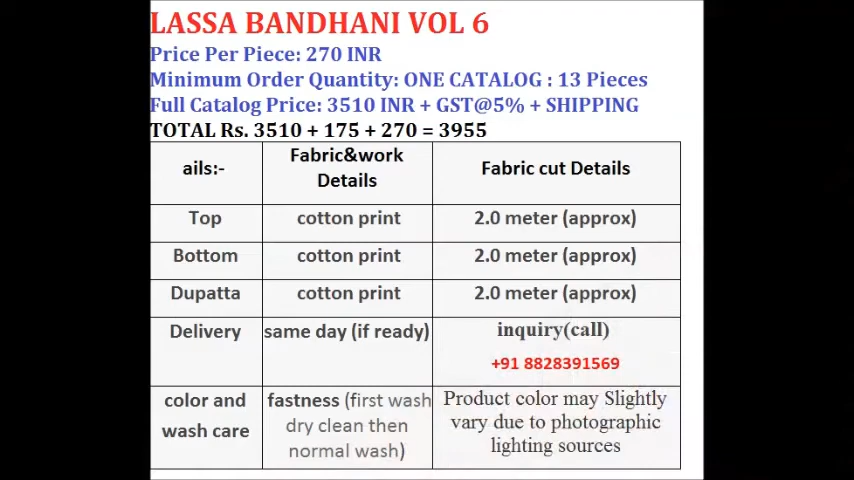 LASSA BANDHANI VOL 6
Price Per Piece: 270 INR
Minimum Order Quantity: ONE CATALOG : 13 Pieces
Full Catalog Price: 3510 INR + GST@5% + SHIPPING
TOTAL Rs. 3510 + 175 + 270 = 3955
ails:-
Fabric&work
Details
Fabric cut Details
Top
cotton print
2.0 meter (approx)
Bottom
cotton print
2.0 meter (approx)
Dupatta
cotton print
2.0 meter (approx)
Delivery
same day (if ready)
inquiry(call)
+91 8828391569
color and
wash care
fastness (first wash
dry clean then
normal wash)
Product color may Slightly
vary due to photographic
lighting sources